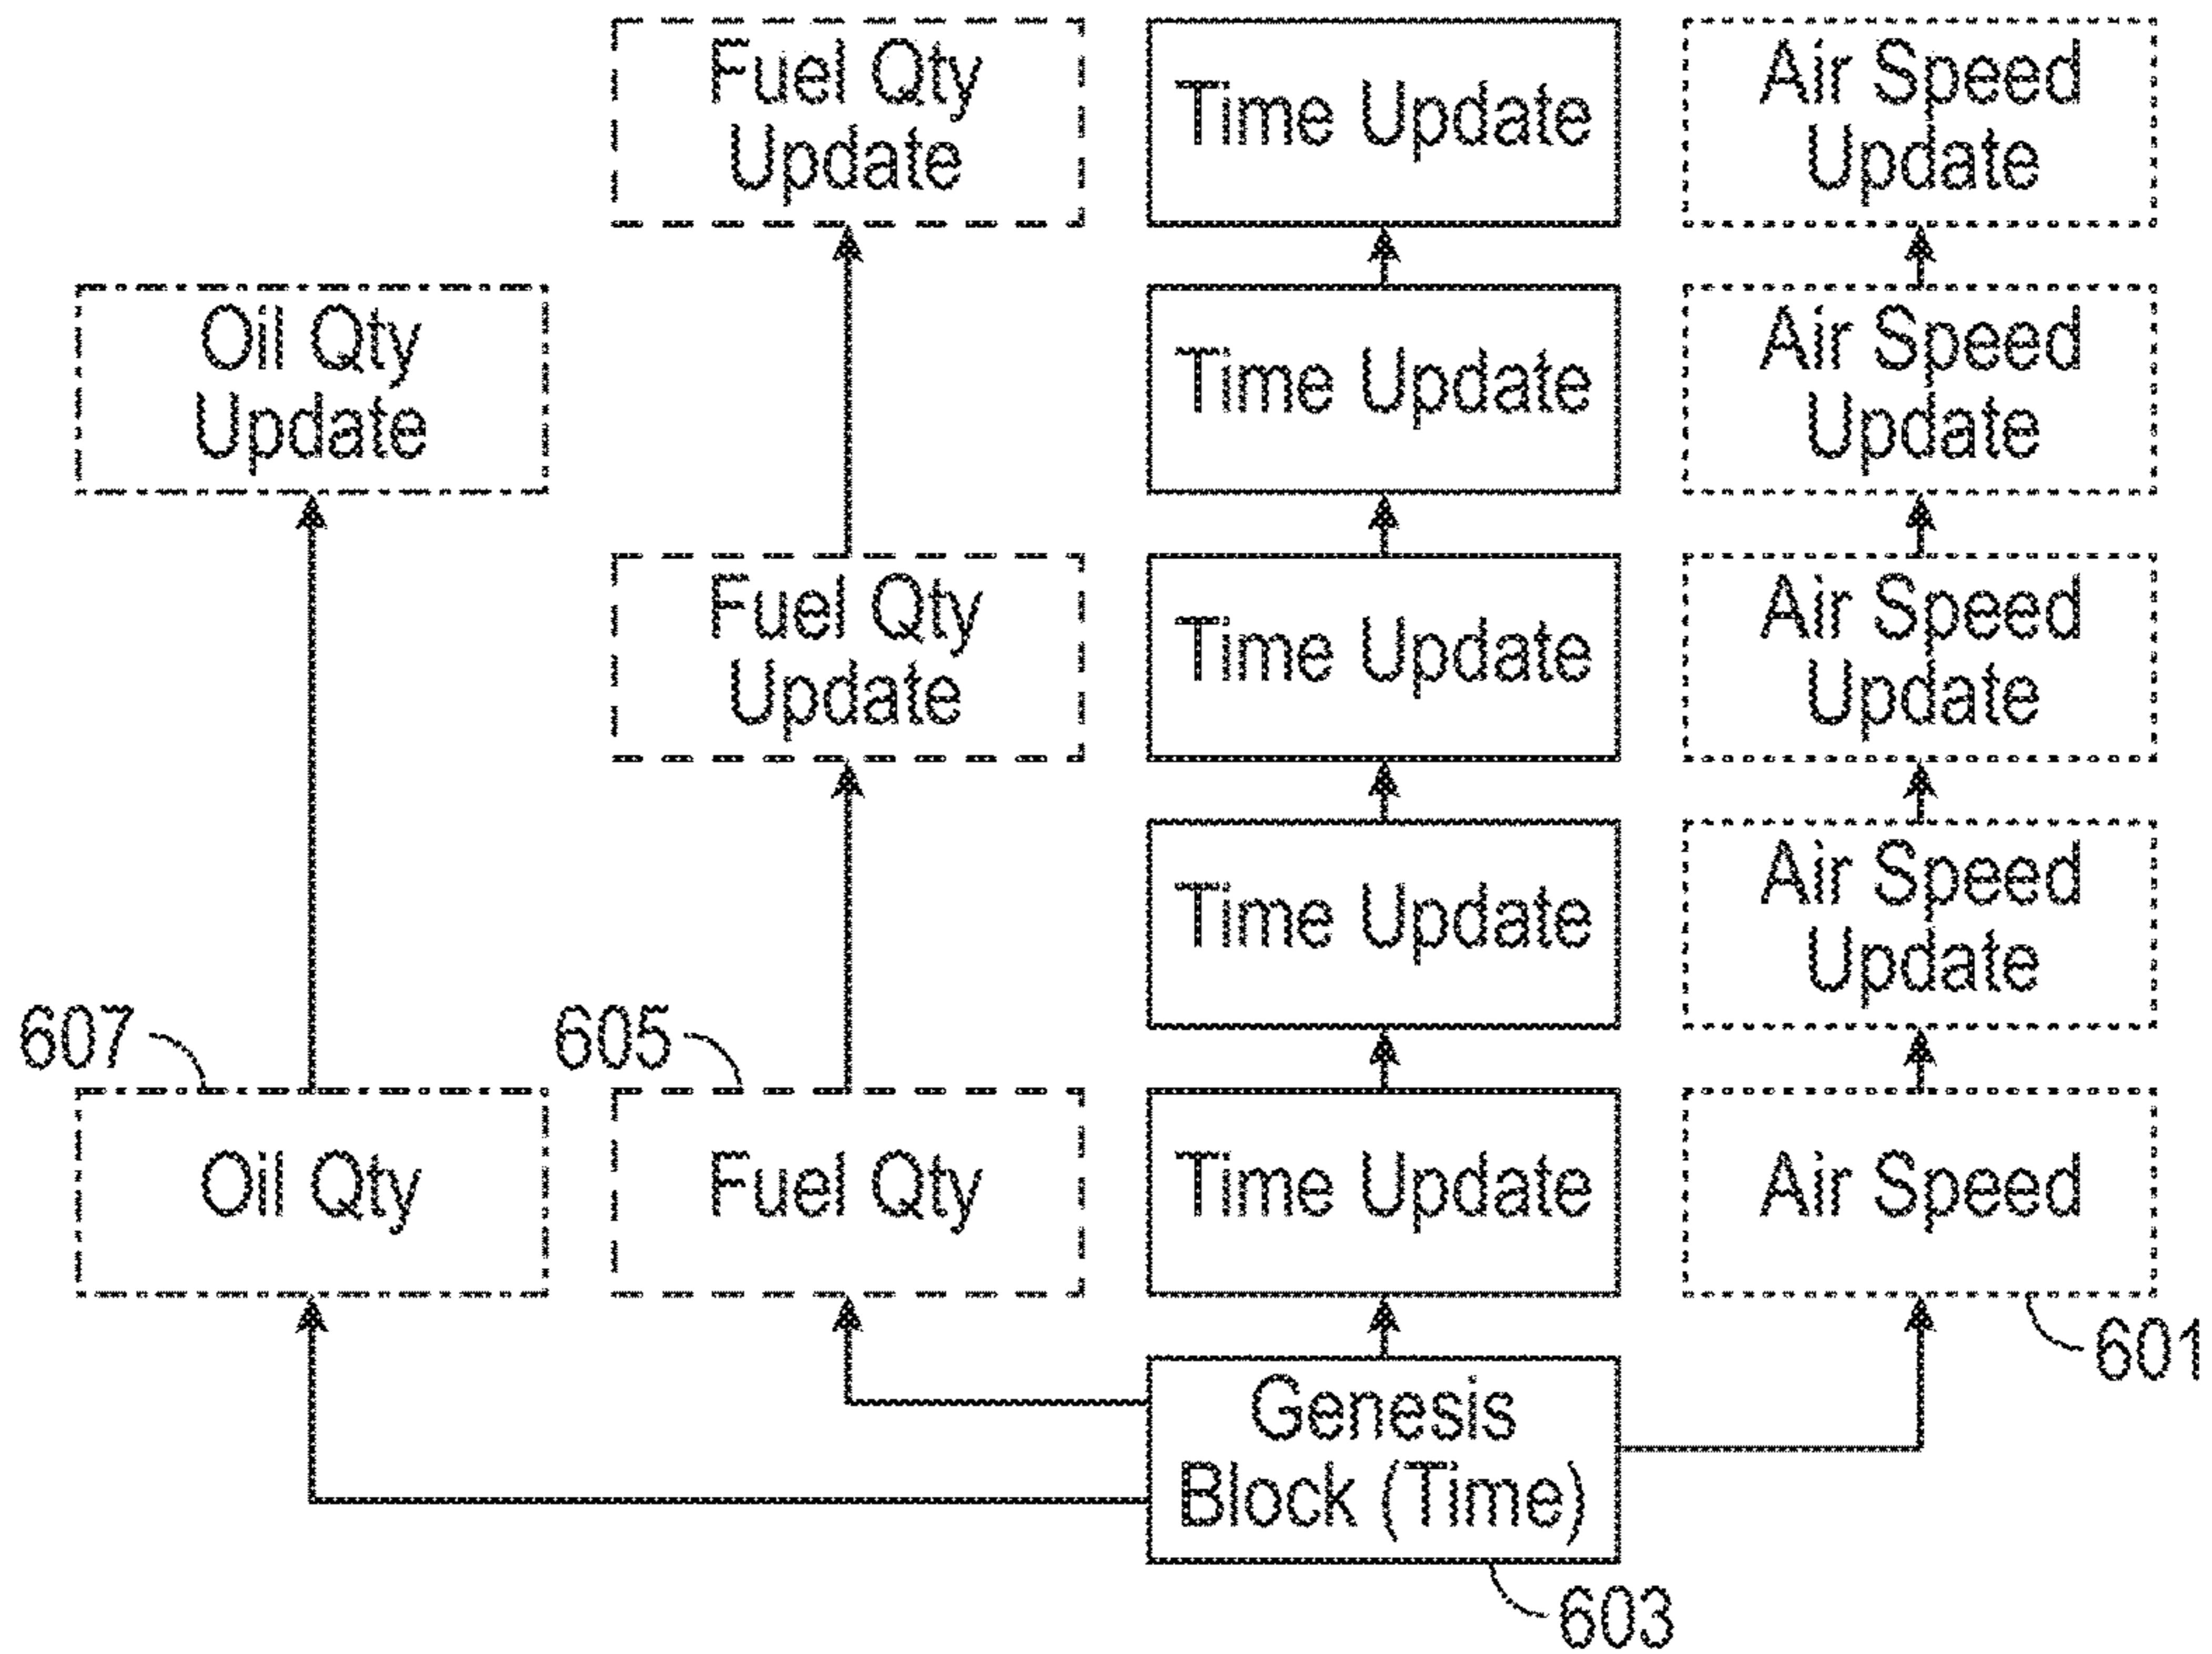 Fuel Qty
Update
Time Update
Air Speed
Update
Oil Qty
Update
Time Update
Air Speed
Update
Fuel Qty
Update
Time Update
Air Speed
Update
Time Update
Air Speed
Update
607
605
Oil Qty
Fuel Qty
Time Update
Air Speed
601
Genesis
Block (Time)
603